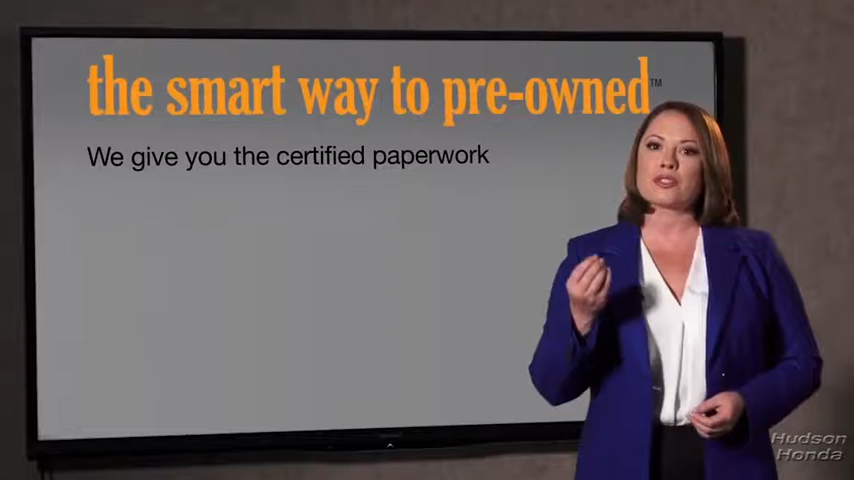 the smart way to pre-owned™
We give you the certified paperwork
Hudson
Honda